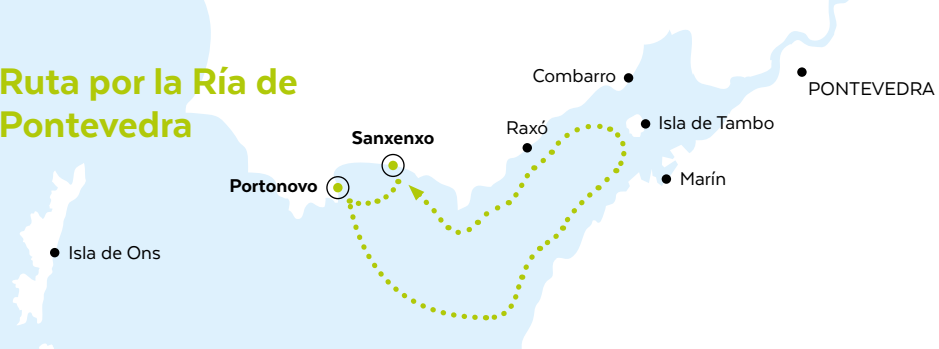 Ruta por la Ría de
Pontevedra
Combarro
PONTEVEDRA
Raxó
Isla de Tambo
Sanxenxo
Marín
Portonovo
Isla de Ons